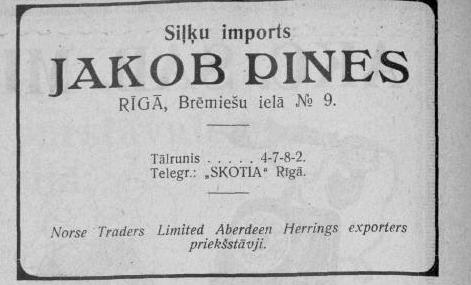 Siļķu imports
JAKOB PINES
RĪGĀ, Brēmiešu ielā № 9.
Tālrunis . . . . . 4-7-8-2.
Telegr.: „SKOTIA“ Rīgā.
Norse Traders Limited Aberdeen Herrings exporters
priekšstāvji.